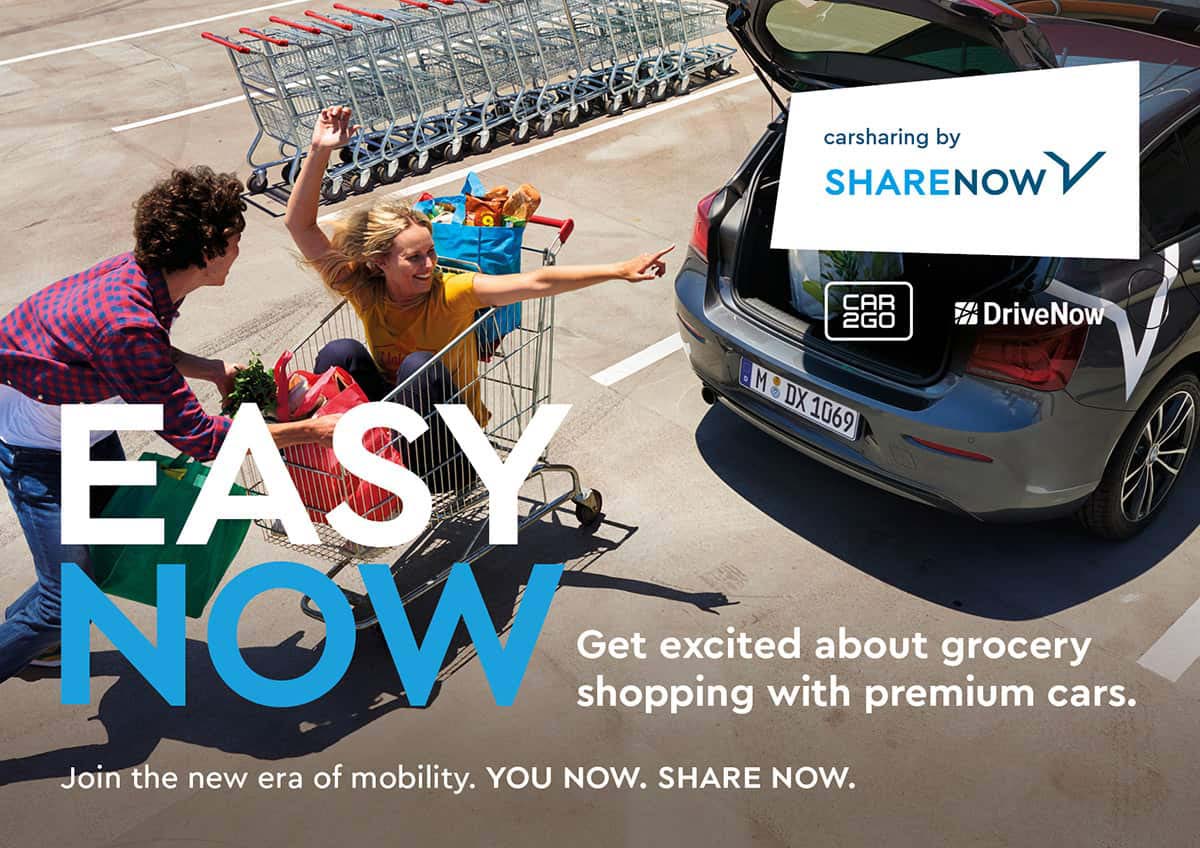 carsharing by
SHARENOW
CAR
2GO
DriveNow
M DX 1069
EASY
NOW
Get excited about grocery
shopping with premium cars.
Join the new era of mobility. YOU NOW. SHARE NOW.